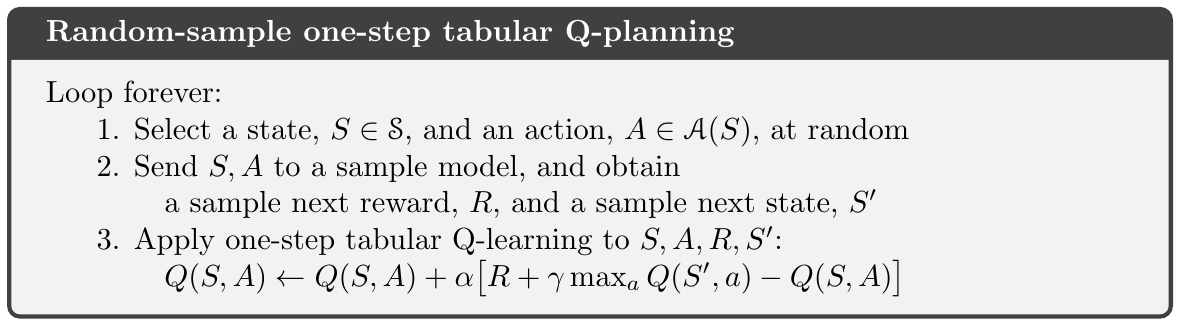 Random-sample one-step tabular Q-planning
Loop forever:
1. Select a state, S ∈ 𝒮, and an action, A ∈ 𝒜(S), at random
2. Send S, A to a sample model, and obtain
a sample next reward, R, and a sample next state, S′
3. Apply one-step tabular Q-learning to S, A, R, S′:
Q(S, A) ← Q(S, A) + α[R + γ maxₐ Q(S′, a) − Q(S, A)]